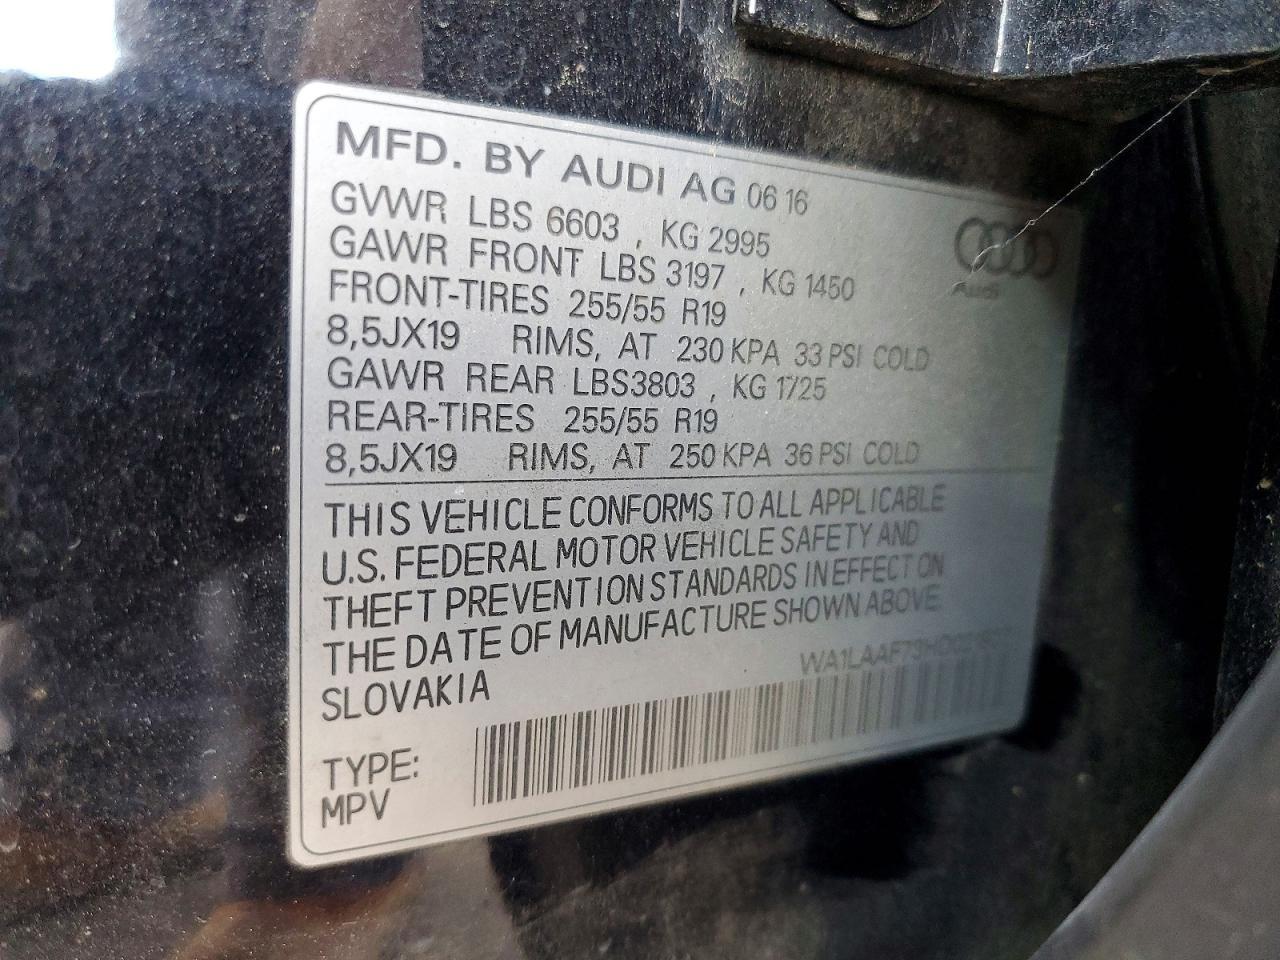 MFD. BY AUDI AG 06 16
GVWR LBS 6603 , KG 2995
GAWR FRONT LBS 3197 , KG 1450
FRONT-TIRES 255/55 R19
8,5JX19 RIMS, AT 230 KPA 33 PSI COLD
GAWR REAR LBS3803 , KG 1725
REAR-TIRES 255/55 R19
8,5JX19 RIMS, AT 250 KPA 36 PSI COLD
Audi
THIS VEHICLE CONFORMS TO ALL APPLICABLE
U.S. FEDERAL MOTOR VEHICLE SAFETY AND
THEFT PREVENTION STANDARDS IN EFFECT ON
THE DATE OF MANUFACTURE SHOWN ABOVE
SLOVAKIA
TYPE:
MPV